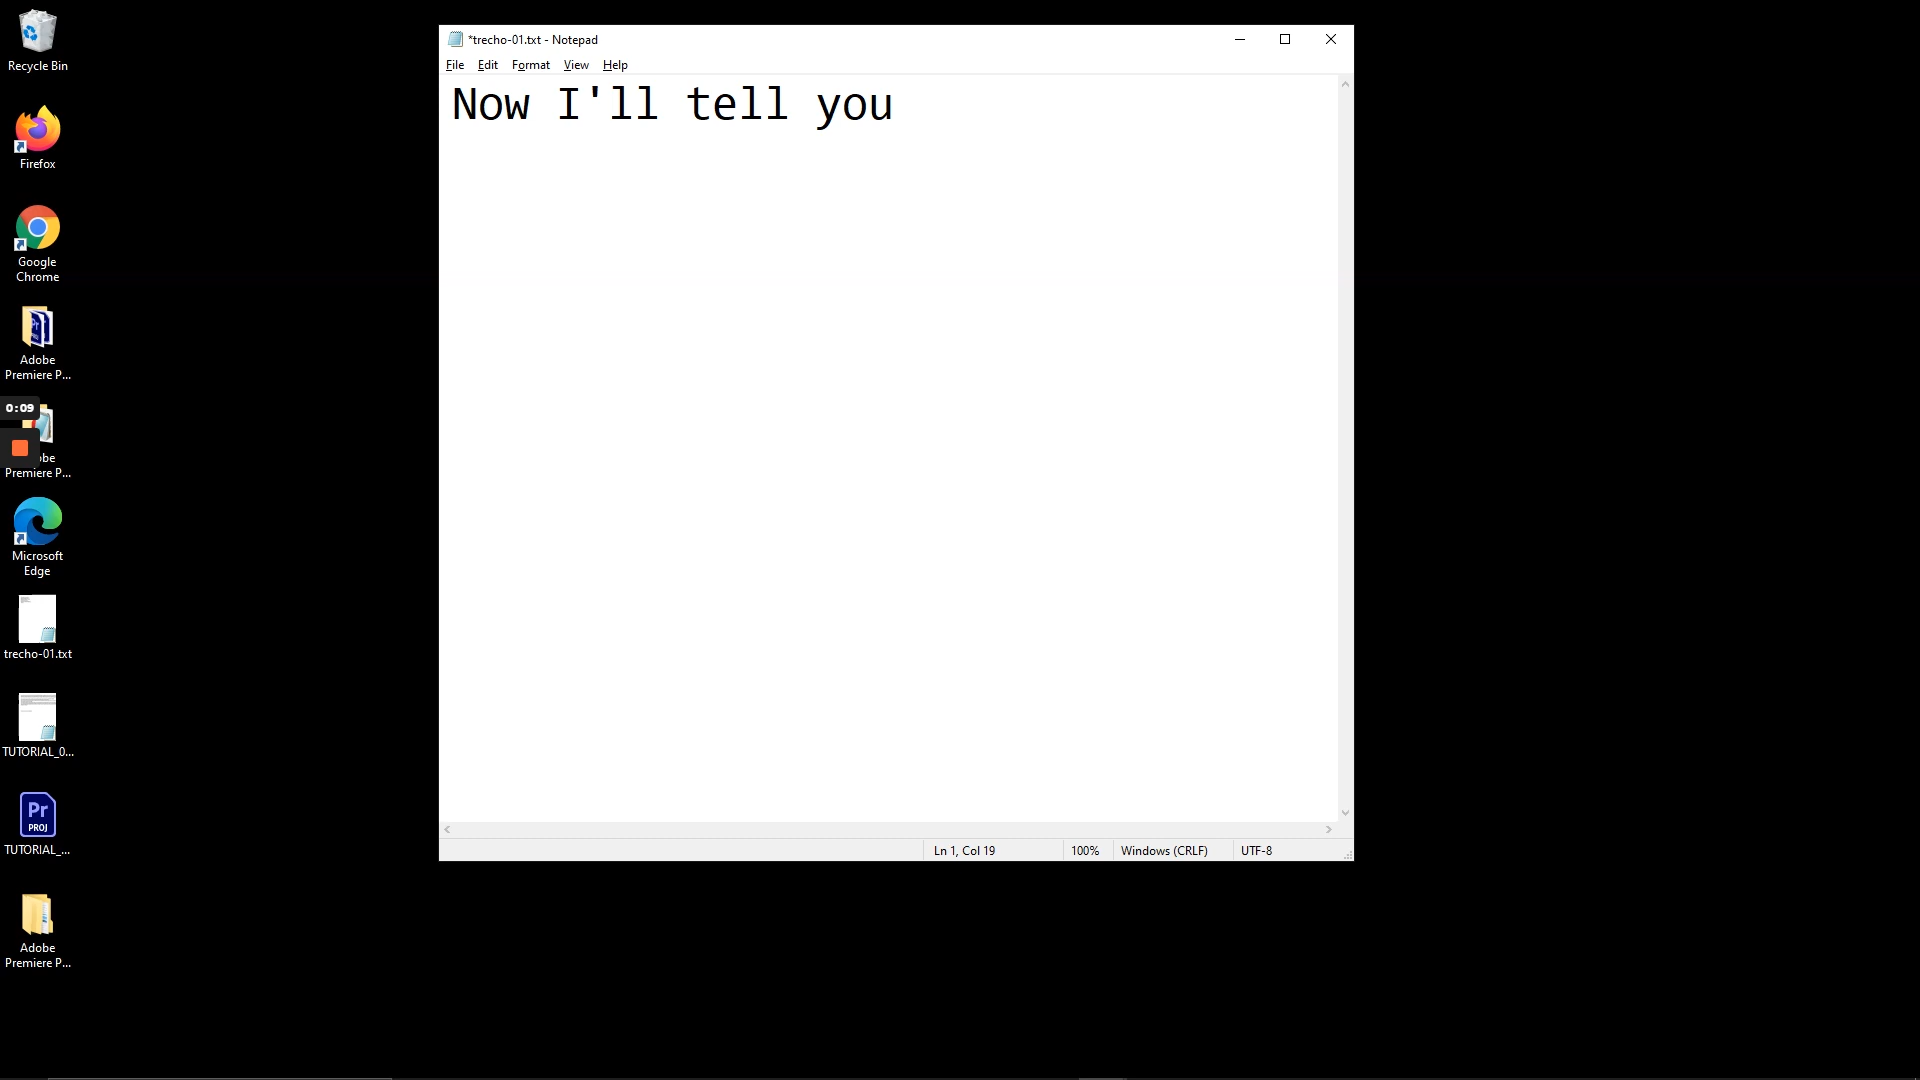 Recycle Bin
Firefox
Google
Chrome
Adobe
Premiere P...
0:09
be
Premiere P...
Microsoft
Edge
trecho-01.txt
TUTORIAL_0...
Pr
PROJ
TUTORIAL_...
Adobe
Premiere P...
*trecho-01.txt - Notepad
File Edit Format View Help
Now I'll tell you
Ln 1, Col 19 100% Windows (CRLF) UTF-8